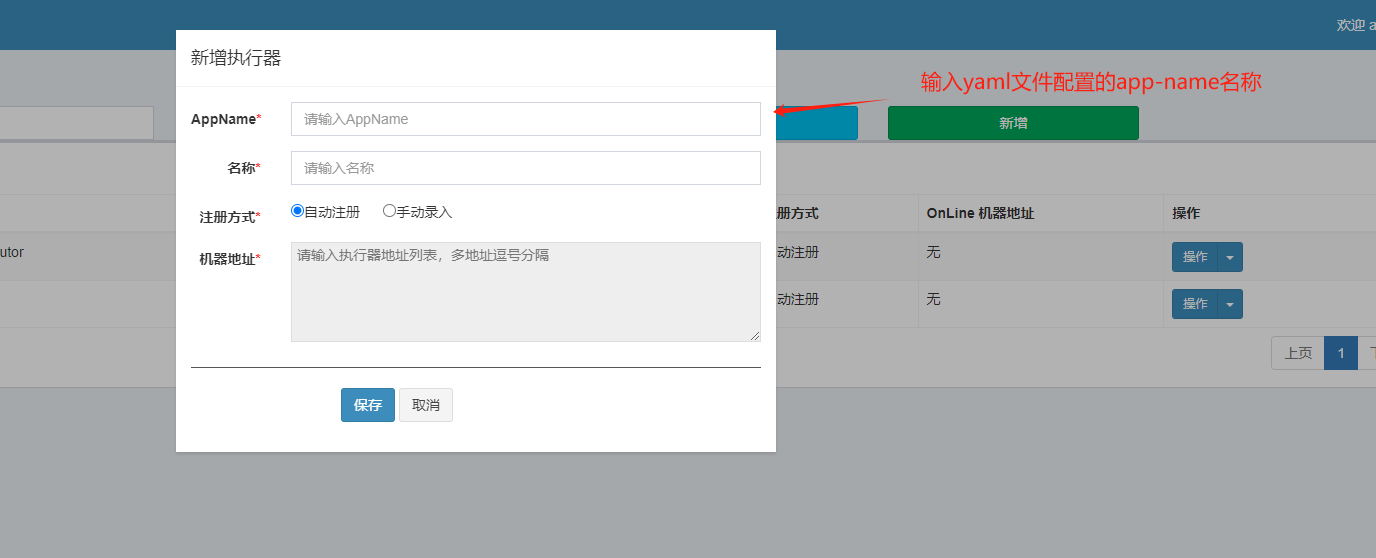 欢迎 a
新增执行器
输入yaml文件配置的app-name名称
AppName*
请输入AppName
新增
名称*
请输入名称
注册方式*
自动注册
手动录入
册方式
OnLine 机器地址
操作
机器地址*
请输入执行器地址列表，多地址逗号分隔
utor
动注册
无
操作
动注册
无
操作
上页
1
保存
取消